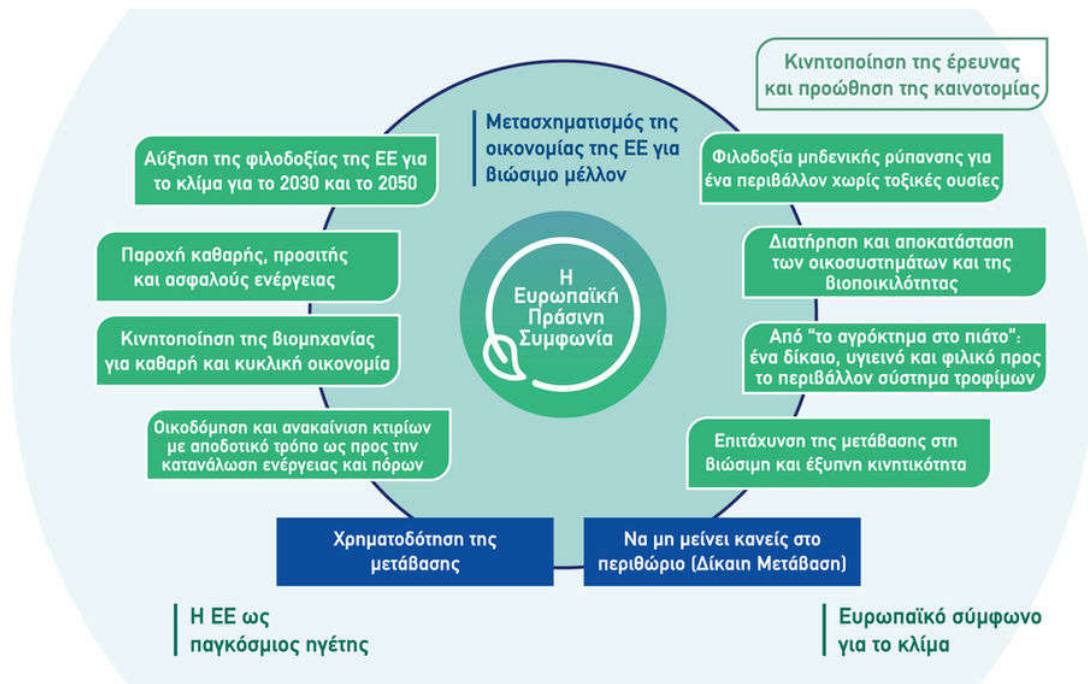 Κινητοποίηση της έρευνας
και προώθηση της καινοτομίας
Μετασχηματισμός της
οικονομίας της ΕΕ για
βιώσιμο μέλλον
Αύξηση της φιλοδοξίας της ΕΕ για
το κλίμα για το 2030 και το 2050
Φιλοδοξία μηδενικής ρύπανσης για
ένα περιβάλλον χωρίς τοξικές ουσίες
Παροχή καθαρής, προσιτής
και ασφαλούς ενέργειας
Διατήρηση και αποκατάσταση
των οικοσυστημάτων και της
βιοποικιλότητας
Η
Ευρωπαϊκή
Πράσινη
Συμφωνία
Κινητοποίηση της βιομηχανίας
για καθαρή και κυκλική οικονομία
Από "το αγρόκτημα στο πιάτο":
ένα δίκαιο, υγιεινό και φιλικό προς
το περιβάλλον σύστημα τροφίμων
Οικοδόμηση και ανακαίνιση κτιρίων
με αποδοτικό τρόπο ως προς την
κατανάλωση ενέργειας και πόρων
Επιτάχυνση της μετάβασης στη
βιώσιμη και έξυπνη κινητικότητα
Χρηματοδότηση της
μετάβασης
Να μη μείνει κανείς στο
περιθώριο (Δίκαιη Μετάβαση)
Η ΕΕ ως
παγκόσμιος ηγέτης
Ευρωπαϊκό σύμφωνο
για το κλίμα